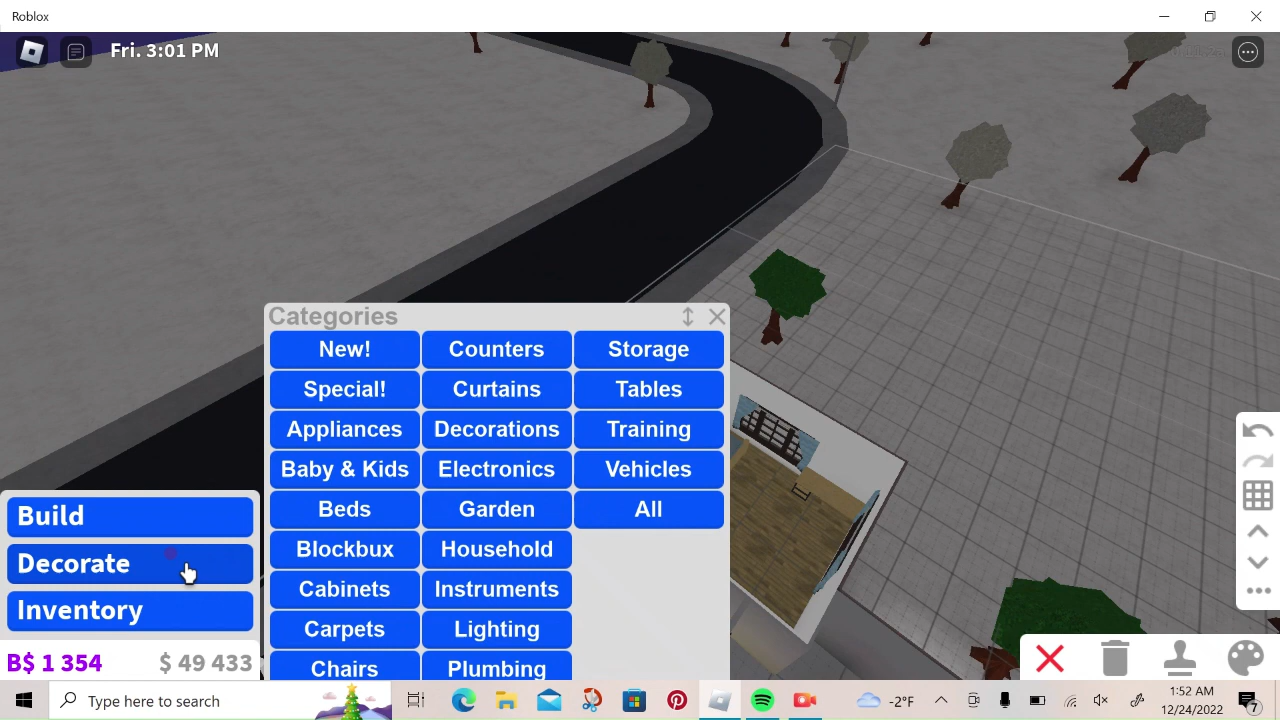 Roblox
Fri. 3:01 PM
Categories
New! Counters Storage
Special! Curtains Tables
Appliances Decorations Training
Baby & Kids Electronics Vehicles
Beds Garden All
Blockbux Household
Cabinets Instruments
Carpets Lighting
Chairs Plumbing
Build
Decorate
Inventory
B$ 1 354 $ 49 433
Type here to search
-2°F
1:52 AM
12/24/2022
7